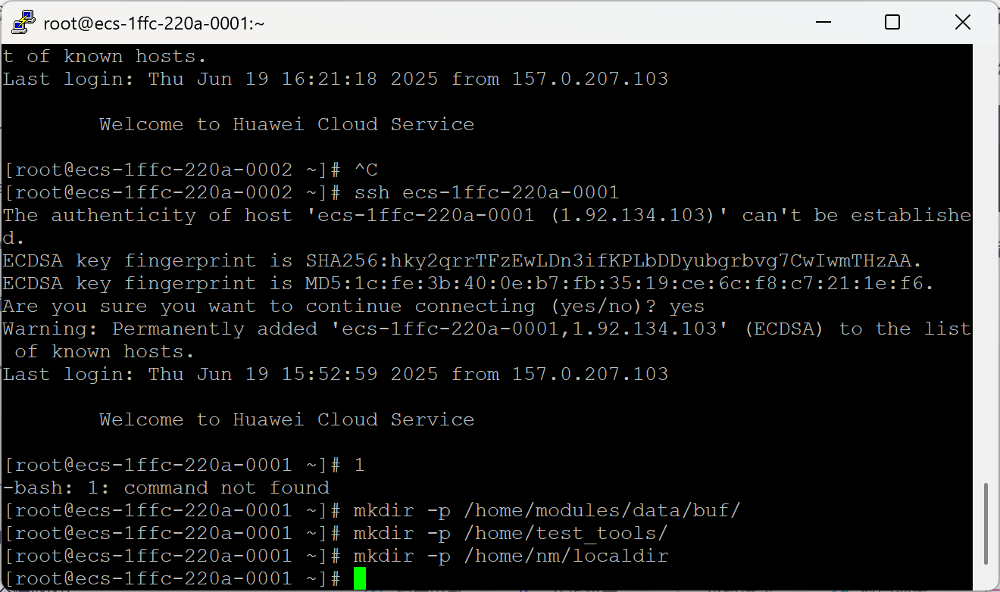 root@ecs-1ffc-220a-0001:~
t of known hosts.
Last login: Thu Jun 19 16:21:18 2025 from 157.0.207.103
Welcome to Huawei Cloud Service
[root@ecs-1ffc-220a-0002 ~]# ^C
[root@ecs-1ffc-220a-0002 ~]# ssh ecs-1ffc-220a-0001
The authenticity of host 'ecs-1ffc-220a-0001 (1.92.134.103)' can't be establishe
d.
ECDSA key fingerprint is SHA256:hky2qrrTFzEwLDn3ifKPLbDDyubgrbvg7CwIwmTHzAA.
ECDSA key fingerprint is MD5:1c:fe:3b:40:0e:b7:fb:35:19:ce:6c:f8:c7:21:1e:f6.
Are you sure you want to continue connecting (yes/no)? yes
Warning: Permanently added 'ecs-1ffc-220a-0001,1.92.134.103' (ECDSA) to the list
 of known hosts.
Last login: Thu Jun 19 15:52:59 2025 from 157.0.207.103
Welcome to Huawei Cloud Service
[root@ecs-1ffc-220a-0001 ~]# 1
-bash: 1: command not found
[root@ecs-1ffc-220a-0001 ~]# mkdir -p /home/modules/data/buf/
[root@ecs-1ffc-220a-0001 ~]# mkdir -p /home/test_tools/
[root@ecs-1ffc-220a-0001 ~]# mkdir -p /home/nm/localdir
[root@ecs-1ffc-220a-0001 ~]#